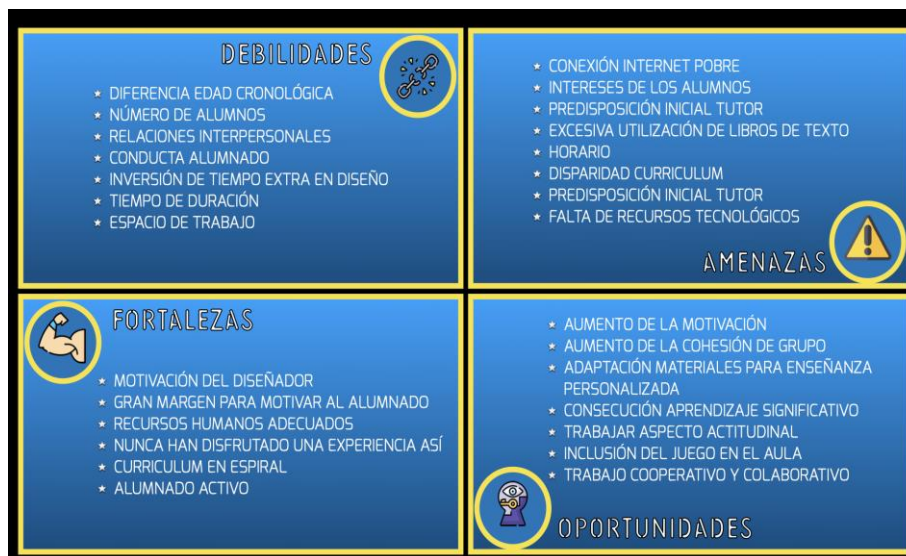 DEBILIDADES
★ DIFERENCIA EDAD CRONOLÓGICA
★ NÚMERO DE ALUMNOS
★ RELACIONES INTERPERSONALES
★ CONDUCTA ALUMNADO
★ INVERSIÓN DE TIEMPO EXTRA EN DISEÑO
★ TIEMPO DE DURACIÓN
★ ESPACIO DE TRABAJO
★ CONEXIÓN INTERNET POBRE
★ INTERESES DE LOS ALUMNOS
★ PREDISPOSICIÓN INICIAL TUTOR
★ EXCESIVA UTILIZACIÓN DE LIBROS DE TEXTO
★ HORARIO
★ DISPARIDAD CURRICULUM
★ PREDISPOSICIÓN INICIAL TUTOR
★ FALTA DE RECURSOS TECNOLÓGICOS
AMENAZAS
FORTALEZAS
★ MOTIVACIÓN DEL DISEÑADOR
★ GRAN MARGEN PARA MOTIVAR AL ALUMNADO
★ RECURSOS HUMANOS ADECUADOS
★ NUNCA HAN DISFRUTADO UNA EXPERIENCIA ASÍ
★ CURRICULUM EN ESPIRAL
★ ALUMNADO ACTIVO
★ AUMENTO DE LA MOTIVACIÓN
★ AUMENTO DE LA COHESIÓN DE GRUPO
★ ADAPTACIÓN MATERIALES PARA ENSEÑANZA
PERSONALIZADA
★ CONSECUCIÓN APRENDIZAJE SIGNIFICATIVO
★ TRABAJAR ASPECTO ACTITUDINAL
★ INCLUSIÓN DEL JUEGO EN EL AULA
★ TRABAJO COOPERATIVO Y COLABORATIVO
OPORTUNIDADES